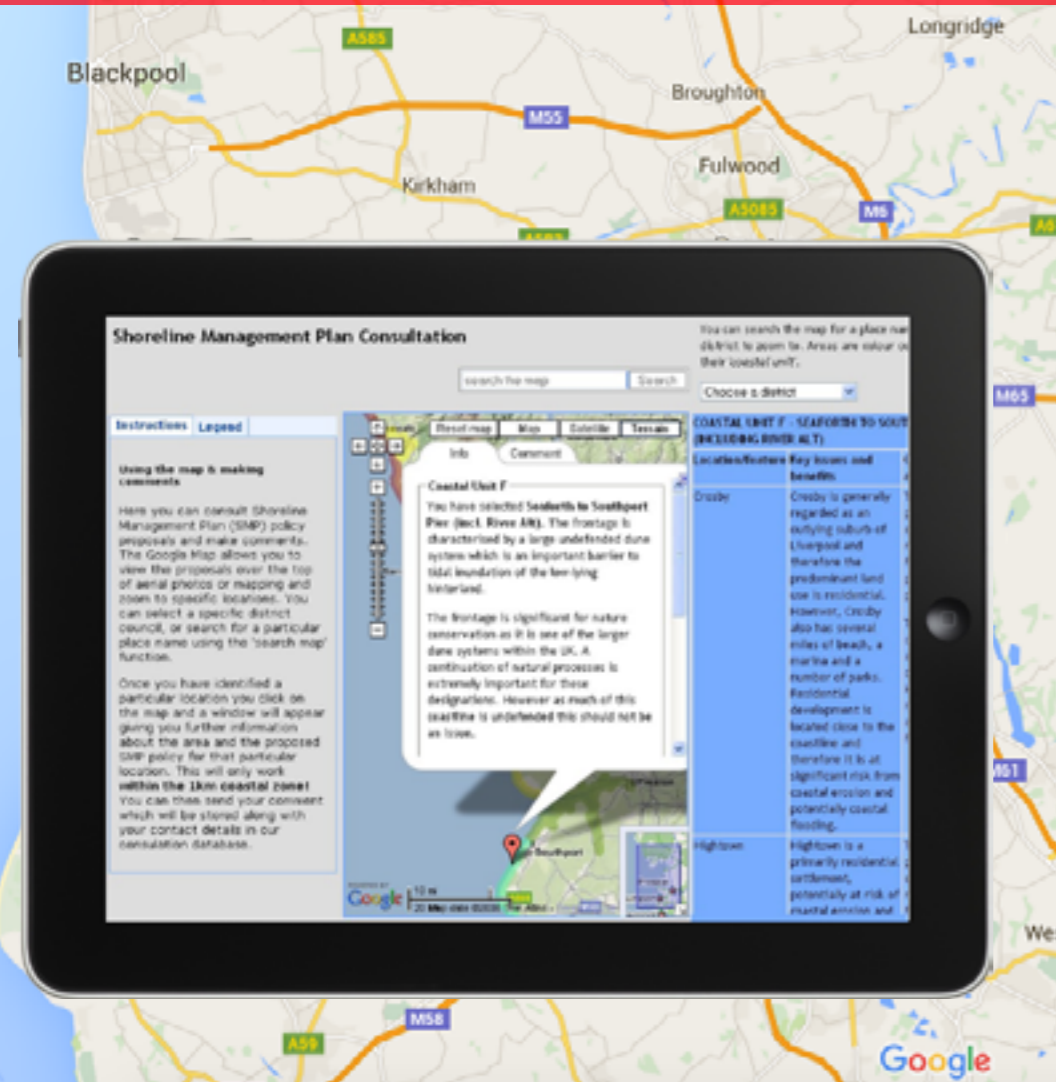 Longridge
A585
Blackpool
Broughton
M55
Fulwood
Kirkham
A5085
M6
Shoreline Management Plan Consultation
You can search the map for a place
district to zoom to. Areas are colour
their 'coastal unit'.
search the map
Search
Choose a district
M65
Instructions
Legend
Using the map & making
comments
Here you can consult Shoreline
Management Plan (SMP) policy
proposals and make comments.
The Google Map allows you to
view the proposals over the top
of aerial photos or mapping and
zoom to specific locations. You
can select a specific district
council, or search for a particular
place name using the 'search map'
function.
Once you have identified a
particular location you click on
the map and a window will appear
giving you further information
about the area and the proposed
SMP policy for that particular
location. This will only work
within the 1km coastal zone!
You can then send your comment
which will be stored along with
your contact details in our
consulation database.
Reset map
Map
Satellite
Terrain
Info
Comment
Coastal Unit F
You have selected Seaforth to Southport
Pier (incl. River Alt). The frontage is
characterised by a large undefended dune
system which is an important barrier to
tidal inundation of the low-lying
hinterland.
The frontage is significant for nature
conservation as it is one of the larger
dune systems within the UK. A
continuation of natural processes is
extremely important for these
designations. However as much of this
coastline is undefended this should not be
an issue.
Southport
Google
10 mi
COASTAL UNIT F - SEAFORTH TO
(INCLUDING RIVER ALT)
Location/feature
Key issues and
benefits
Crosby
Crosby is generally
regarded as an
outlying suburb of
Liverpool and
therefore the
predominant land
use is residential.
However, Crosby
also has several
miles of beach, a
marina and a
number of parks.
Residential
development is
located close to the
coastline and
therefore it is at
significant risk from
coastal erosion and
potentially coastal
flooding.
Hightown
Hightown is a
primarily residential
settlement,
potentially at risk of
coastal erosion and
M61
M58
A59
Google